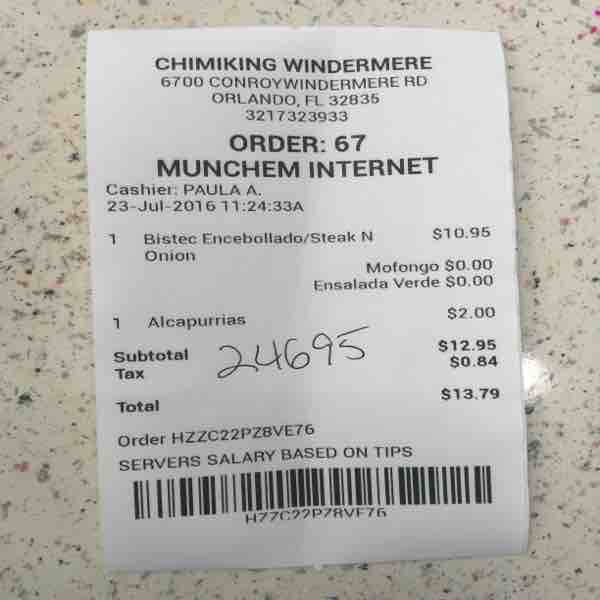 CHIMIKING WINDERMERE
6700 CONROYWINDERMERE RD
ORLANDO, FL 32835
3217323933
ORDER: 67
MUNCHEM INTERNET
Cashier: PAULA A.
23-Jul-2016 11:24:33A
1 Bistec Encebollado/Steak N $10.95
Onion
Mofongo $0.00
Ensalada Verde $0.00
1 Alcapurrias $2.00
Subtotal $12.95
24695
Tax $0.84
Total $13.79
Order HZZC22PZ8VE76
SERVERS SALARY BASED ON TIPS
HZZC22PZ8VE76